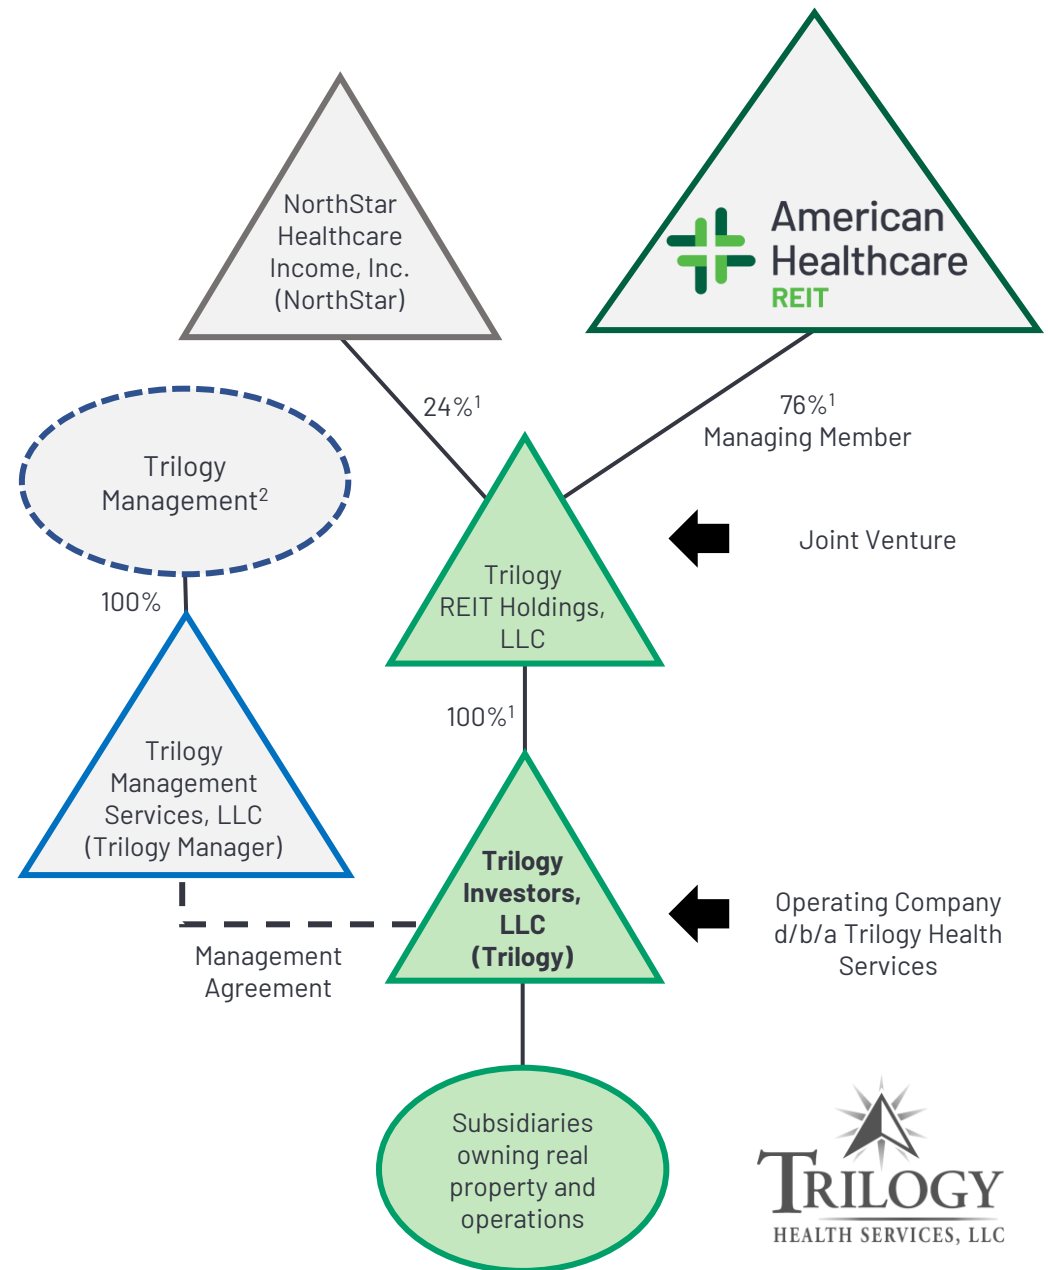 NorthStar
Healthcare
Income, Inc.
(NorthStar)
American
Healthcare
REIT
24%¹
76%¹
Managing Member
Trilogy
Management²
100%
Trilogy
REIT Holdings,
LLC
Joint Venture
100%¹
Trilogy
Management
Services, LLC
(Trilogy Manager)
Trilogy
Investors,
LLC
(Trilogy)
Operating Company
d/b/a Trilogy Health
Services
Management
Agreement
Subsidiaries
owning real
property and
operations
TRILOGY
HEALTH SERVICES, LLC